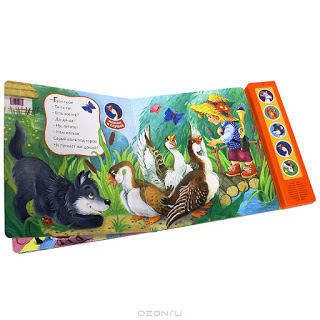 - Гуси-гуси!
- Га-га-га!
- Есть хотите?
- Да-да-да!
- Ну, летите!
- Нам нельзя:
Серый волк под горой
Не пускает нас домой!
ozon.ru